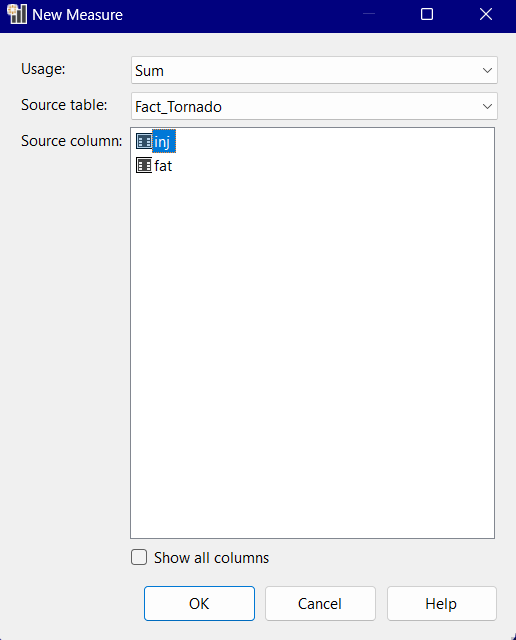 New Measure
Usage: Sum
Source table: Fact_Tornado
Source column: inj
fat
Show all columns
OK Cancel Help